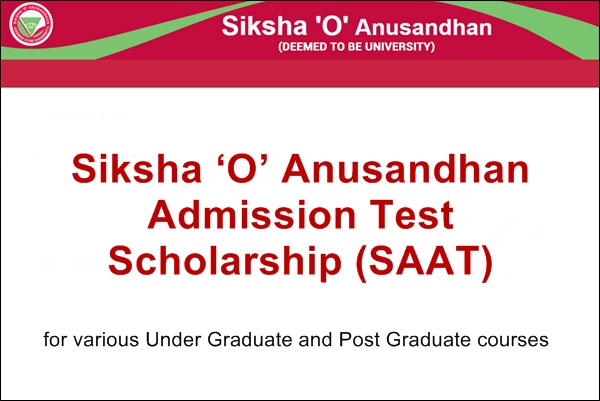 Siksha 'O' Anusandhan
(DEEMED TO BE UNIVERSITY)
Siksha ‘O’ Anusandhan
Admission Test
Scholarship (SAAT)
for various Under Graduate and Post Graduate courses